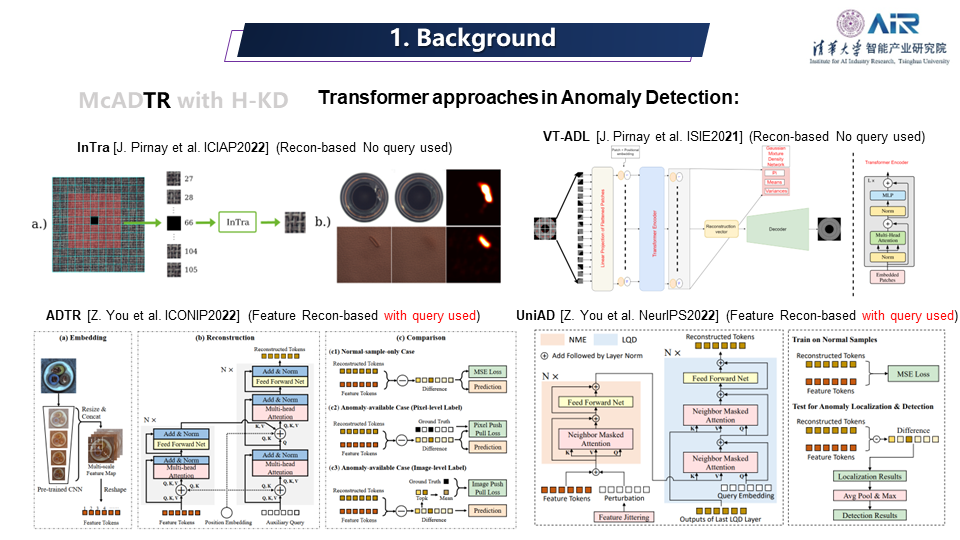 1. Background
清华大学 智能产业研究院
Institute for AI Industry Research, Tsinghua University
McADTR with H-KD
Transformer approaches in Anomaly Detection:
InTra [J. Pirnay et al. ICIAP2022] (Recon-based No query used)
a.)
27
28
66
104
105
InTra
b.)
VT-ADL [J. Pirnay et al. ISIE2021] (Recon-based No query used)
Patch + Positional
embedding
Linear Projection of Flattened Patches
Transformer Encoder
Gaussian
Mixture
Density
Network
Pi
Means
Variances
Reconstruction
vector
Decoder
Transformer Encoder
L x
MLP
Norm
Multi-Head
Attention
Norm
Embedded
Patches
ADTR [Z. You et al. ICONIP2022] (Feature Recon-based with query used)
(a) Embedding
Resize &
Concat
Multi-scale
Feature Map
Pre-trained CNN
Reshape
Feature Tokens
(b) Reconstruction
Reconstructed Tokens
N ×
Add & Norm
Feed Forward Net
Add & Norm
Multi-head
Attention
K, V
Q
N ×
Add & Norm
Feed Forward Net
Add & Norm
Multi-head
Attention
Q, K, V
Q, K
Add & Norm
Multi-head
Attention
Q, K, V
Q, K
Feature Tokens
Position Embedding
Auxiliary Query
(c) Comparison
(c1) Normal-sample-only Case
Reconstructed Tokens
Feature Tokens
Difference
MSE Loss
Prediction
(c2) Anomaly-available Case (Pixel-level Label)
Reconstructed Tokens
Ground Truth
Feature Tokens
Difference
Pixel Push
Pull Loss
Prediction
(c3) Anomaly-available Case (Image-level Label)
Reconstructed Tokens
Ground Truth
Topk
Mean
Feature Tokens
Difference
Image Push
Pull Loss
Prediction
UniAD [Z. You et al. NeurIPS2022] (Feature Recon-based with query used)
NME
LQD
Add Followed by Layer Norm
N ×
Feed Forward Net
Neighbor Masked
Attention
K
V
Q
Feature Tokens
Perturbation
Feature Jittering
Reconstructed Tokens
N ×
Feed Forward Net
Neighbor Masked
Attention
K
V
Q
Neighbor Masked
Attention
K
V
Q
Query Embedding
Outputs of Last LQD Layer
Train on Normal Samples
Reconstructed Tokens
Feature Tokens
MSE Loss
Test for Anomaly Localization & Detection
Reconstructed Tokens
Feature Tokens
Difference
Localization Results
Avg Pool & Max
Detection Results